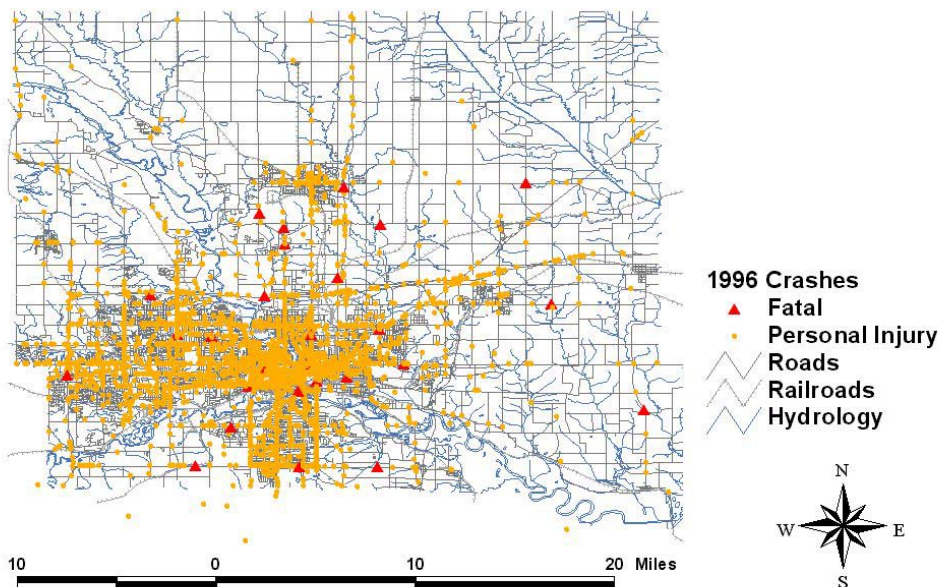 1996 Crashes
Fatal
Personal Injury
Roads
Railroads
Hydrology
N
W E
S
10 0 10 20 Miles